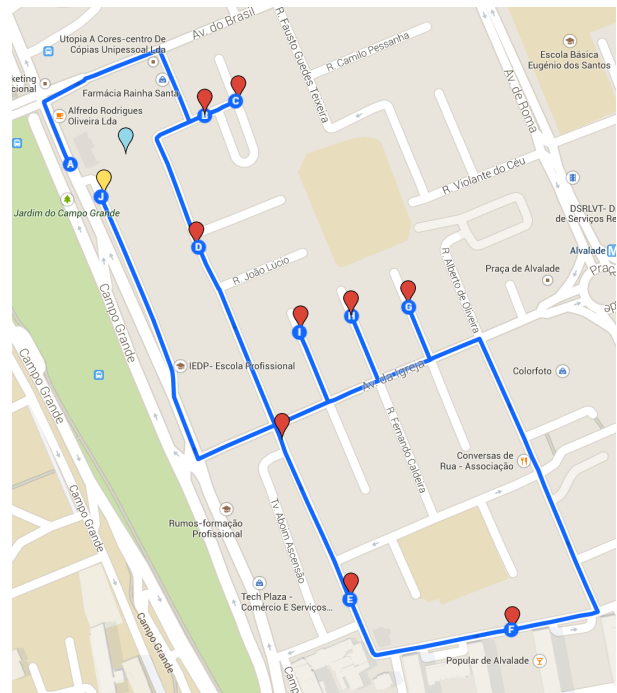 Av. do Brasil
R. Fausto Guedes Teixeira
Utopia A Cores-centro De
Cópias Unipessoal Lda
R. Camilo Pessanha
Escola Básica
Eugénio dos Santos
keting
cional
Farmácia Rainha Santa
Av. de Roma
C
Alfredo Rodrigues
Oliveira Lda
A
R. Violante do Céu
J
DSRLVT- D
de Serviços Re
Jardim do Campo Grande
D
R. João Lúcio
R. Alberto de Oliveira
Alvalade M
Praça de Alvalade
Campo Grande
G
H
I
Campo Grande
IEDP- Escola Profissional
Av. da Igreja
Colorfoto
R. Fernando Caldeira
Conversas de
Rua - Associação
Campo Grande
Tv. Aboim Ascensão
Rumos-formação
Profissional
Tech Plaza -
Comércio E Serviços...
E
Campo Grande
F
Popular de Alvalade